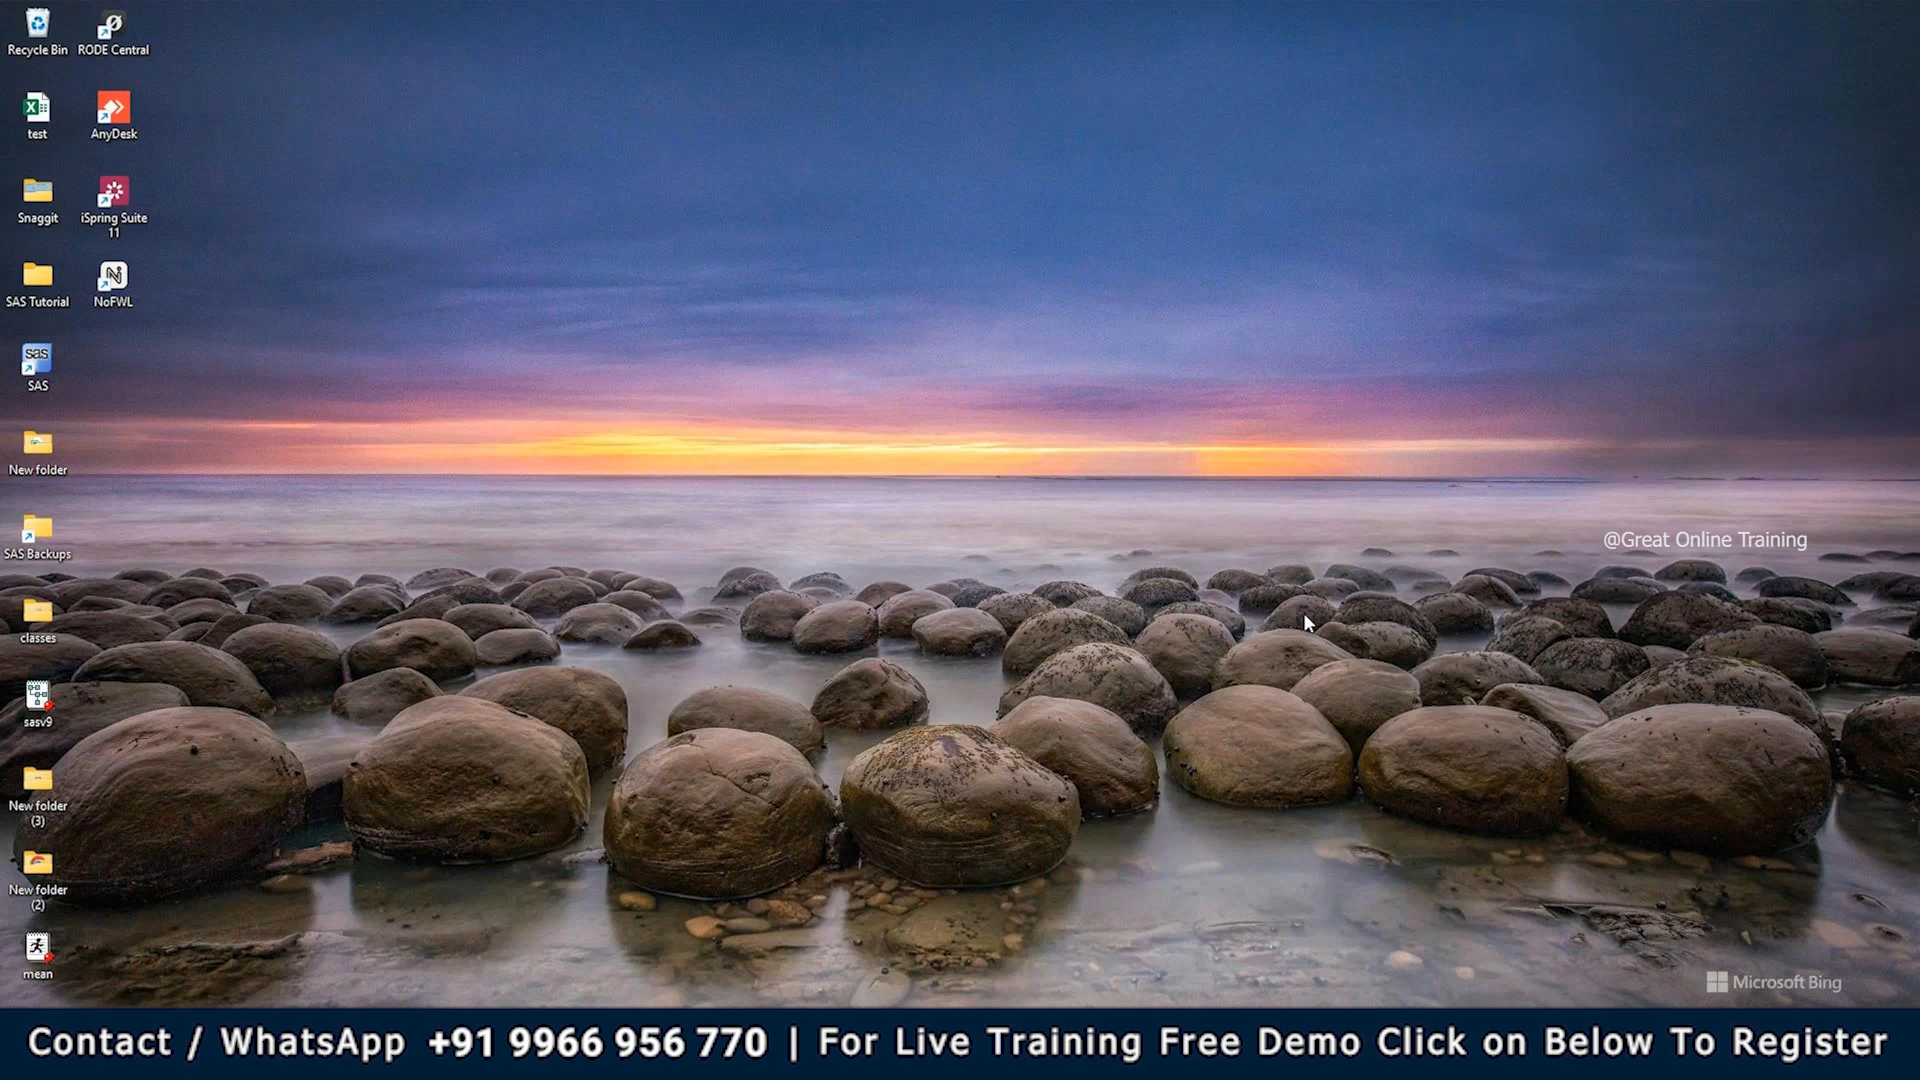 Recycle Bin
RODE Central
test
AnyDesk
Snaggit
iSpring Suite
11
SAS Tutorial
NoFWL
sas
SAS
New folder
SAS Backups
classes
sasv9
New folder
(3)
New folder
(2)
mean
@Great Online Training
Microsoft Bing
Contact / WhatsApp +91 9966 956 770 | For Live Training Free Demo Click on Below To Register